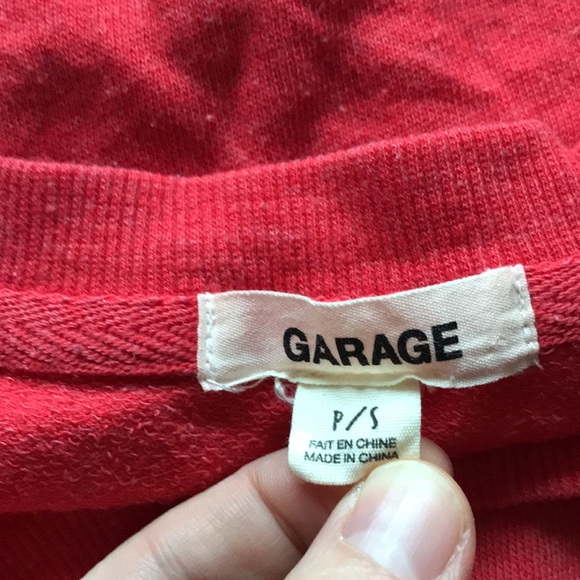 GARAGE
P/S
FAIT EN CHINE
MADE IN CHINA